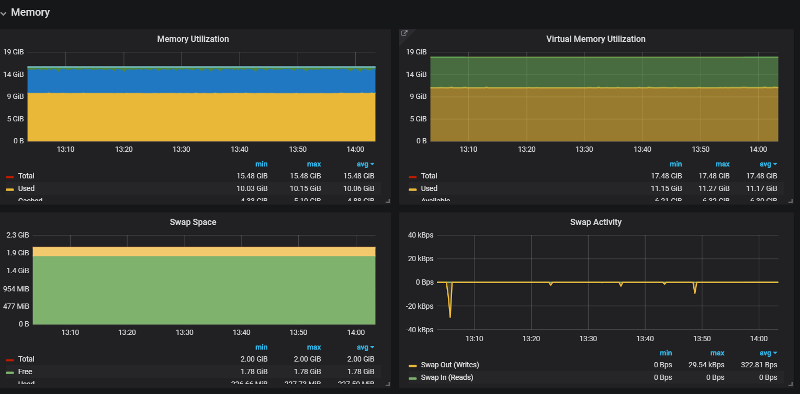 Memory
Memory Utilization
19 GiB
14 GiB
9 GiB
5 GiB
0 B
13:10 13:20 13:30 13:40 13:50 14:00
min max avg
Total 15.48 GiB 15.48 GiB 15.48 GiB
Used 10.03 GiB 10.15 GiB 10.06 GiB
Cached 4.33 GiB 5.10 GiB 4.88 GiB
Virtual Memory Utilization
19 GiB
14 GiB
9 GiB
5 GiB
0 B
13:10 13:20 13:30 13:40 13:50 14:00
min max avg
Total 17.48 GiB 17.48 GiB 17.48 GiB
Used 11.15 GiB 11.27 GiB 11.17 GiB
Available 6.21 GiB 6.32 GiB 6.30 GiB
Swap Space
2.3 GiB
1.9 GiB
1.4 GiB
954 MiB
477 MiB
0 B
13:10 13:20 13:30 13:40 13:50 14:00
min max avg
Total 2.00 GiB 2.00 GiB 2.00 GiB
Free 1.78 GiB 1.78 GiB 1.78 GiB
Used 226.66 MiB 227.73 MiB 227.50 MiB
Swap Activity
40 kBps
20 kBps
0 Bps
-20 kBps
-40 kBps
13:10 13:20 13:30 13:40 13:50 14:00
min max avg
Swap Out (Writes) 0 Bps 29.54 kBps 322.81 Bps
Swap In (Reads) 0 Bps 0 Bps 0 Bps